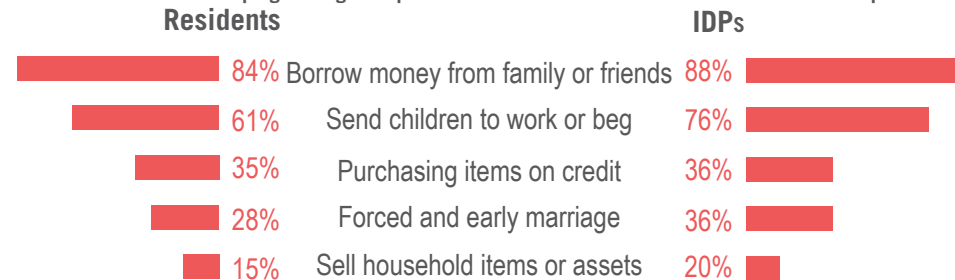 Residents IDPs
84% Borrow money from family or friends 88%
61% Send children to work or beg 76%
35% Purchasing items on credit 36%
28% Forced and early marriage 36%
15% Sell household items or assets 20%